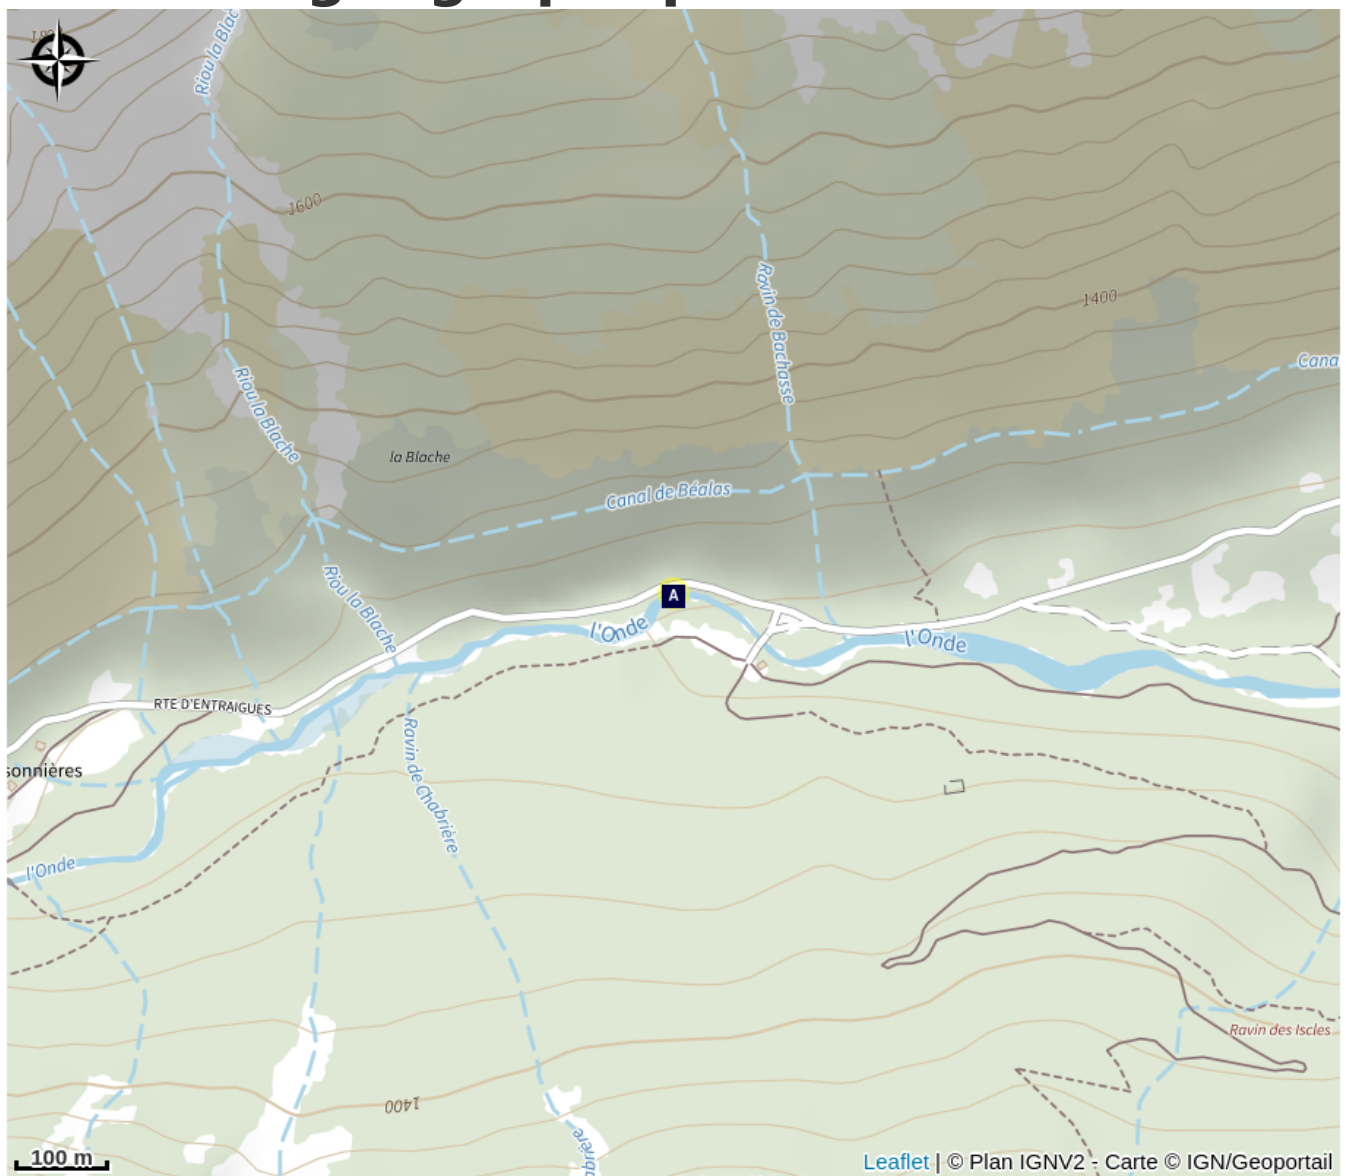 Riou la Blac
1600
Ravin de Bachasse
1400
Cana
Riou la Blache
la Blache
Canal de Béalas
Riou la Blache
A
l'Onde
l'Onde
RTE D'ENTRAIGUES
Ravin de Chabrière
sonnières
l'Onde
Ravin des Iscles
1400
brière
100 m
Leaflet | © Plan IGNV2 - Carte © IGN/Geoportail